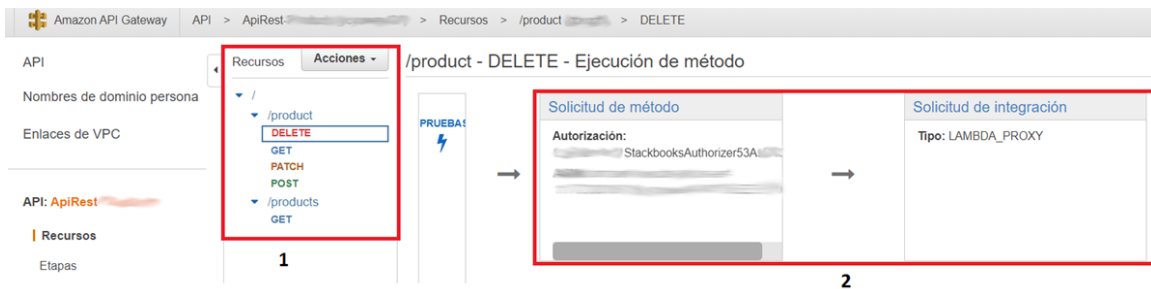 Amazon API Gateway API > ApiRest- > Recursos > /product > DELETE
API
Nombres de dominio persona
Enlaces de VPC
API: ApiRest
Recursos
Etapas
Recursos Acciones
/
/product
DELETE
GET
PATCH
POST
/products
GET
1
/product - DELETE - Ejecución de método
PRUEBAS
Solicitud de método
Autorización:
StackbooksAuthorizer53A
Solicitud de integración
Tipo: LAMBDA_PROXY
2